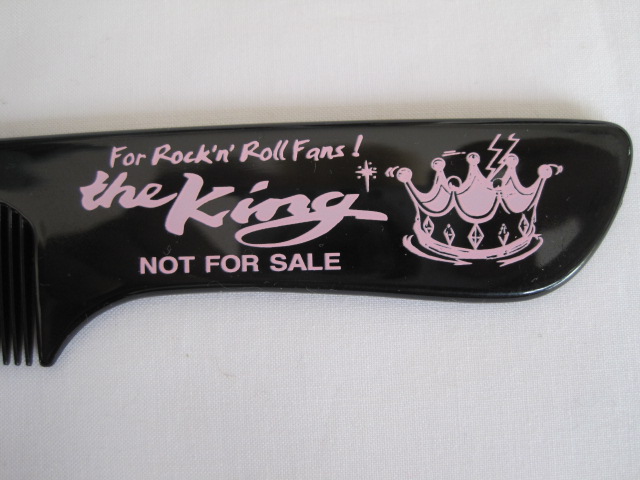 For Rock'n' Roll Fans!
the King
NOT FOR SALE